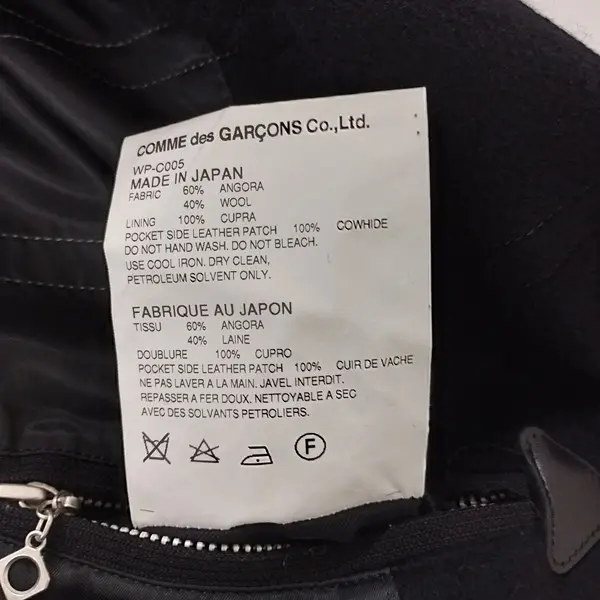 COMME des GARÇONS Co.,Ltd.
WP-C005
MADE IN JAPAN
FABRIC 60% ANGORA
40% WOOL
LINING 100% CUPRA
POCKET SIDE LEATHER PATCH 100% COWHIDE
DO NOT HAND WASH. DO NOT BLEACH.
USE COOL IRON. DRY CLEAN,
PETROLEUM SOLVENT ONLY.
FABRIQUE AU JAPON
TISSU 60% ANGORA
40% LAINE
DOUBLURE 100% CUPRO
POCKET SIDE LEATHER PATCH 100% CUIR DE VACHE
NE PAS LAVER A LA MAIN. JAVEL INTERDIT.
REPASSER A FER DOUX. NETTOYABLE A SEC
AVEC DES SOLVANTS PETROLIERS.
F